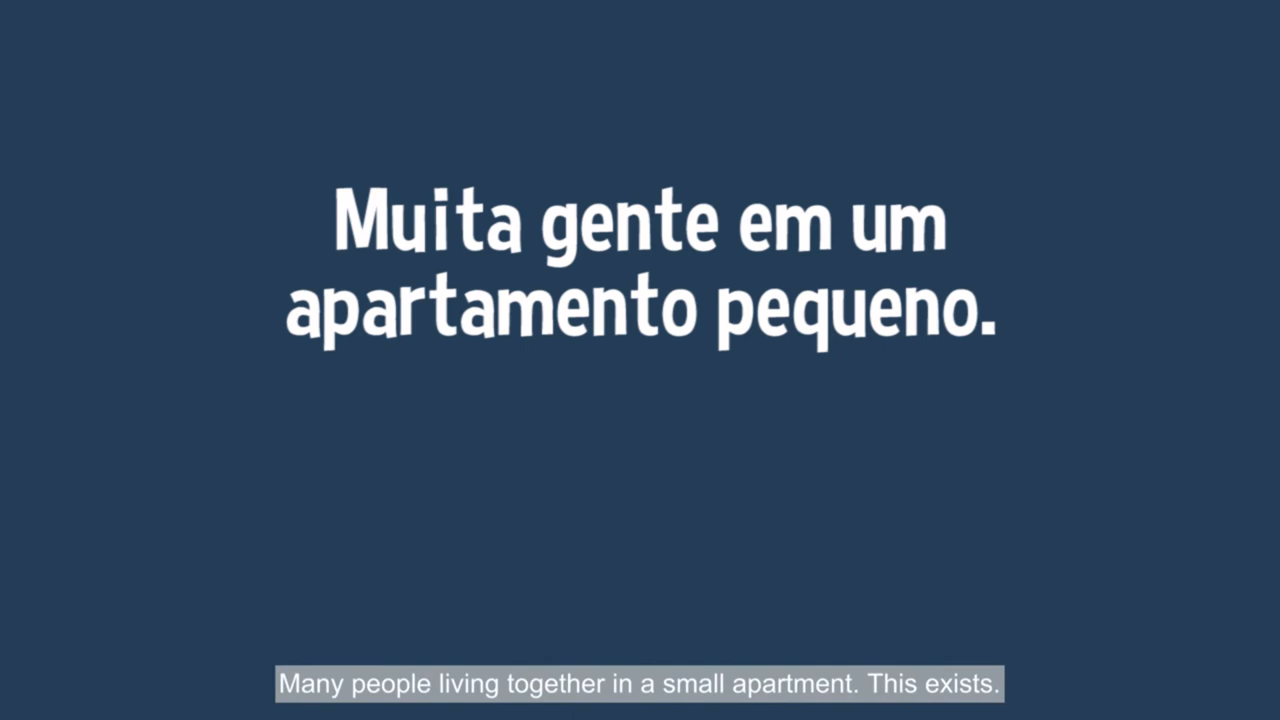 Muita gente em um
apartamento pequeno.
Many people living together in a small apartment. This exists.